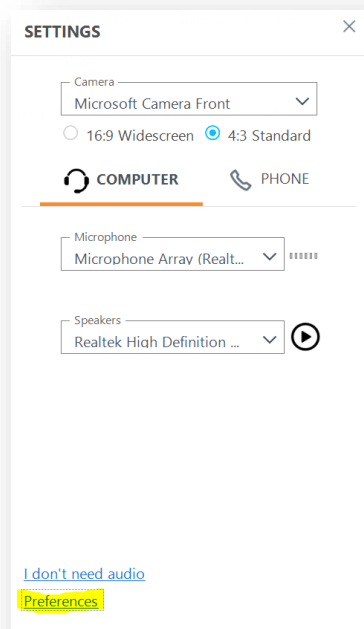 SETTINGS
Camera
Microsoft Camera Front
16:9 Widescreen 4:3 Standard
COMPUTER PHONE
Microphone
Microphone Array (Realt...
Speakers
Realtek High Definition ...
I don't need audio
Preferences